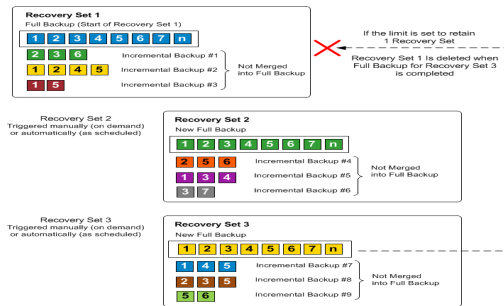 Recovery Set 1
Full Backup (Start of Recovery Set 1)
1 2 3 4 5 6 7 n
2 3 6 Incremental Backup #1
1 2 4 5 Incremental Backup #2
1 5 Incremental Backup #3
Not Merged
into Full Backup
If the limit is set to retain
1 Recovery Set
Recovery Set 1 Is deleted when
Full Backup for Recovery Set 3
is completed
Recovery Set 2
Triggered manually (on demand)
or automatically (as scheduled)
Recovery Set 2
New Full Backup
1 2 3 4 5 6 7 n
2 5 6 Incremental Backup #4
1 3 4 Incremental Backup #5
3 7 Incremental Backup #6
Not Merged
into Full Backup
Recovery Set 3
Triggered manually (on demand)
or automatically (as scheduled)
Recovery Set 3
New Full Backup
1 2 3 4 5 6 7 n
1 4 5 Incremental Backup #7
2 3 5 Incremental Backup #8
5 6 Incremental Backup #9
Not Merged
into Full Backup